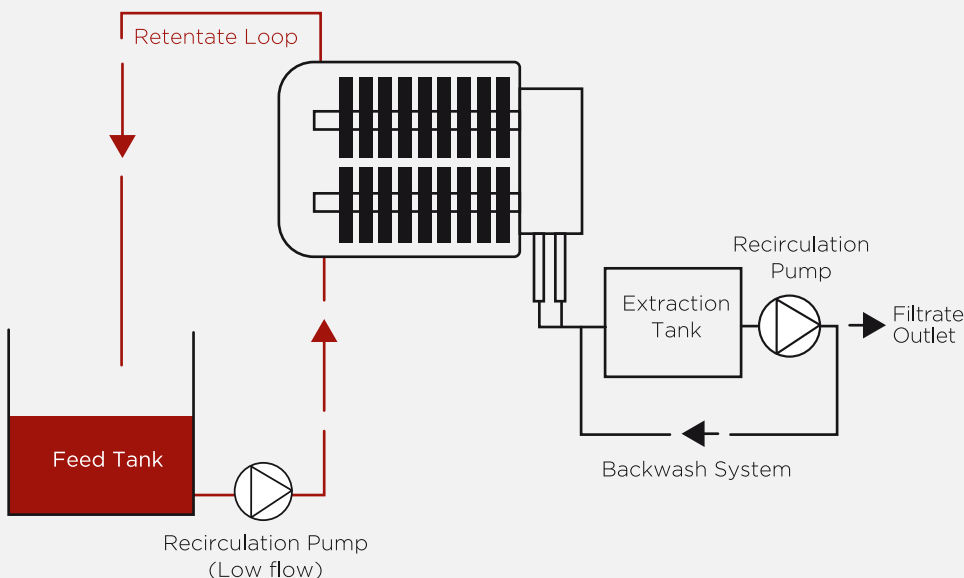 Retentate Loop
Recirculation
Pump
Extraction
Tank
Filtrate
Outlet
Feed Tank
Backwash System
Recirculation Pump
(Low flow)